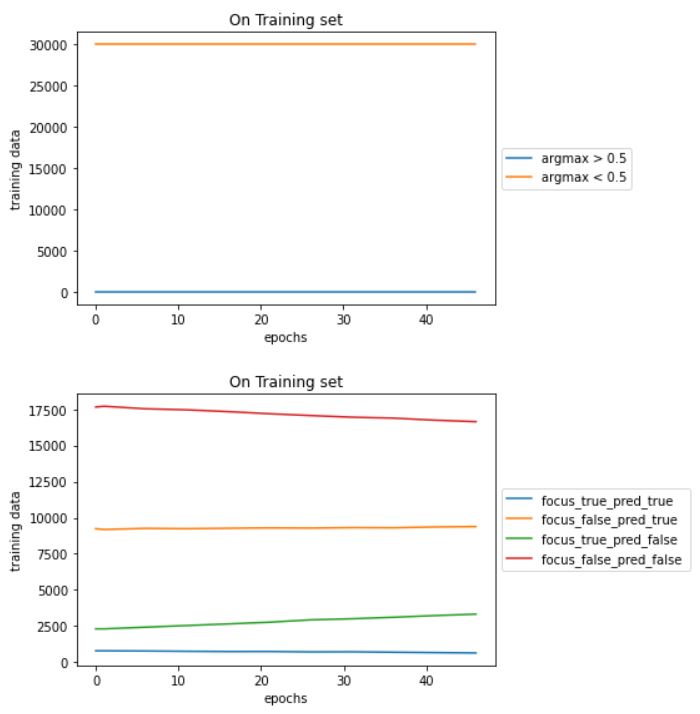 On Training set
30000
25000
20000
15000
10000
5000
0
training data
0 10 20 30 40
epochs
argmax > 0.5
argmax < 0.5
On Training set
17500
15000
12500
10000
7500
5000
2500
0
training data
0 10 20 30 40
epochs
focus_true_pred_true
focus_false_pred_true
focus_true_pred_false
focus_false_pred_false